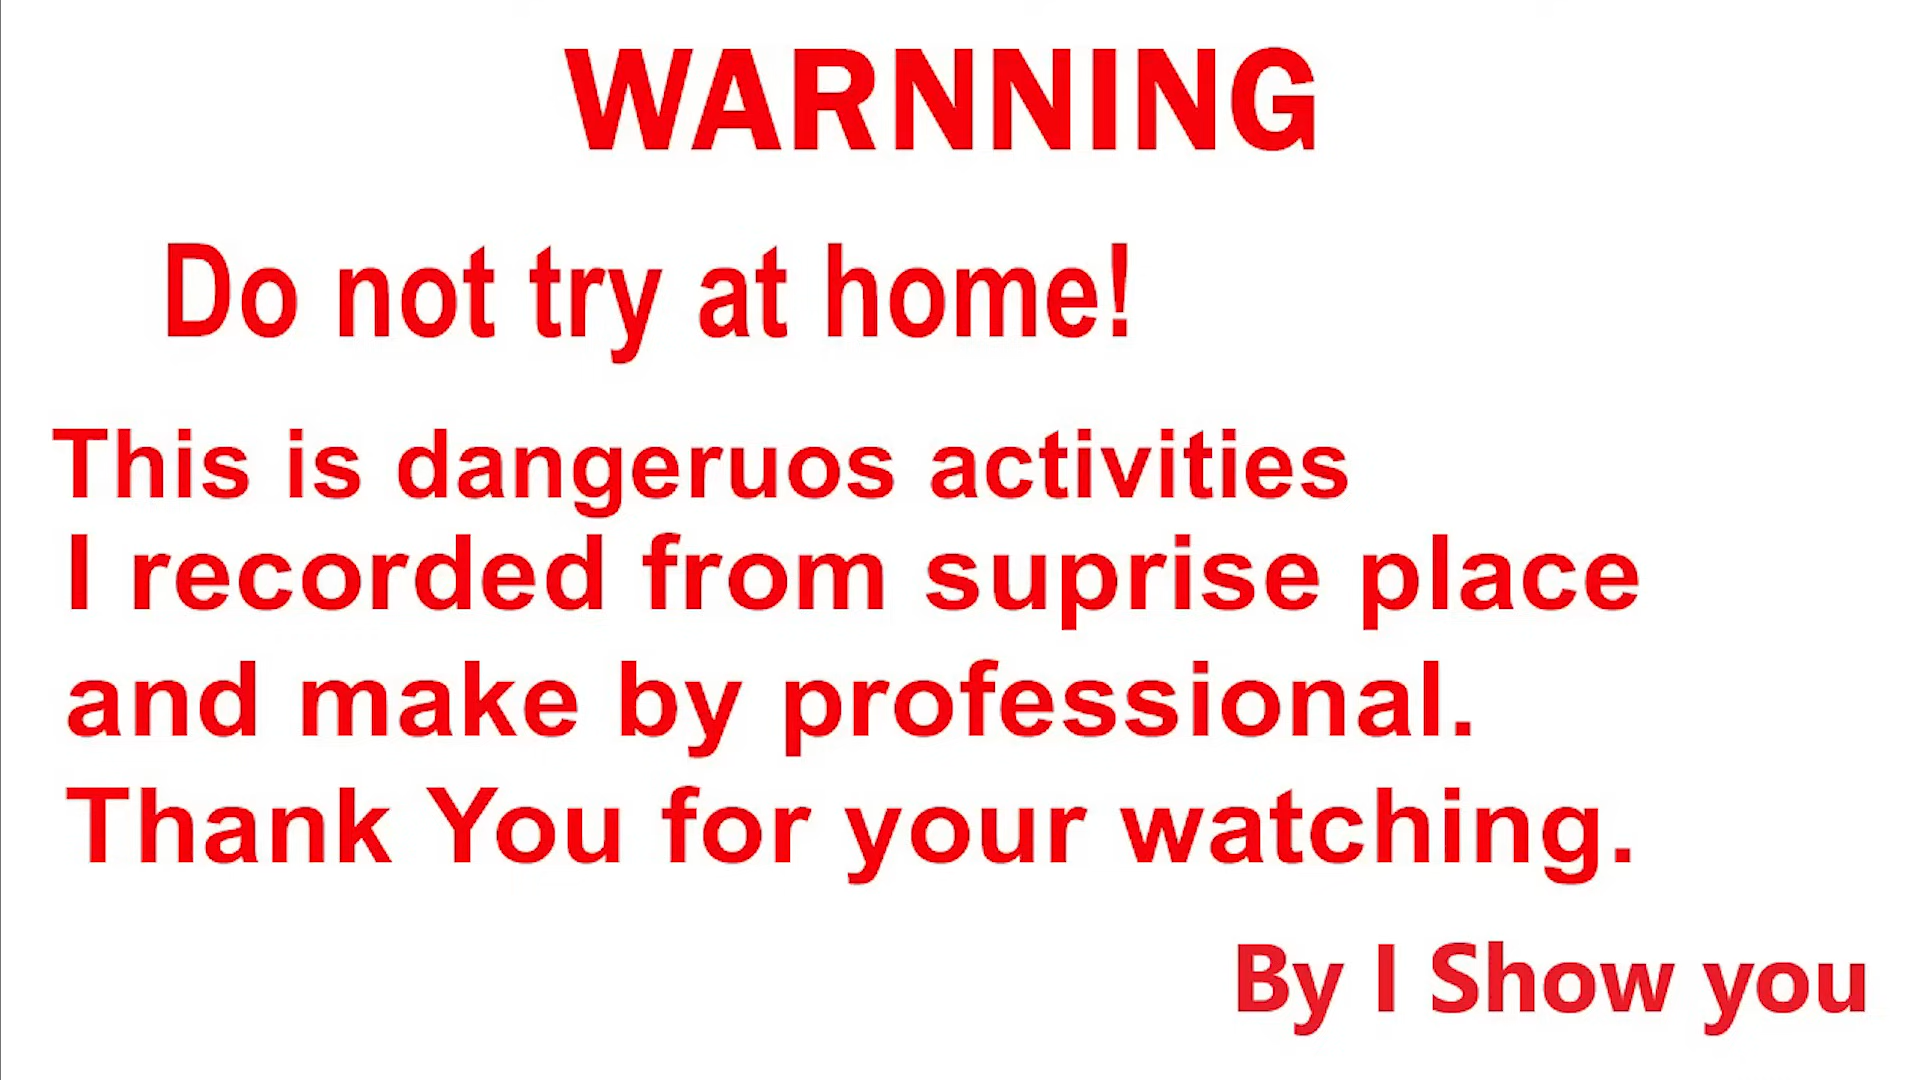 WARNNING
Do not try at home!
This is dangeruos activities
I recorded from suprise place
and make by professional.
Thank You for your watching.
By I Show you